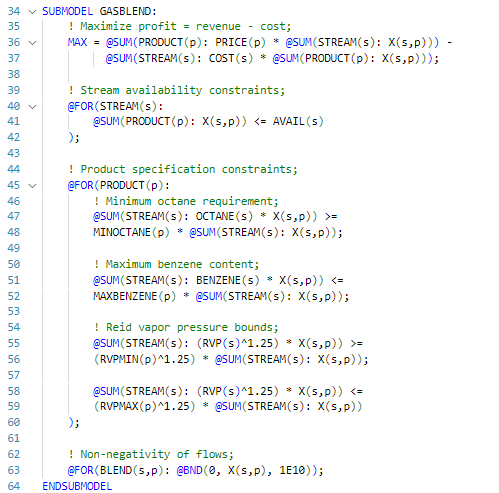 34 SUBMODEL GASBLEND:
35 ! Maximize profit = revenue - cost;
36 MAX = @SUM(PRODUCT(p): PRICE(p) * @SUM(STREAM(s): X(s,p))) -
37 @SUM(STREAM(s): COST(s) * @SUM(PRODUCT(p): X(s,p)));
38
39 ! Stream availability constraints;
40 @FOR(STREAM(s):
41 @SUM(PRODUCT(p): X(s,p)) <= AVAIL(s)
42 );
43
44 ! Product specification constraints;
45 @FOR(PRODUCT(p):
46 ! Minimum octane requirement;
47 @SUM(STREAM(s): OCTANE(s) * X(s,p)) >=
48 MINOCTANE(p) * @SUM(STREAM(s): X(s,p));
49
50 ! Maximum benzene content;
51 @SUM(STREAM(s): BENZENE(s) * X(s,p)) <=
52 MAXBENZENE(p) * @SUM(STREAM(s): X(s,p));
53
54 ! Reid vapor pressure bounds;
55 @SUM(STREAM(s): (RVP(s)^1.25) * X(s,p)) >=
56 (RVPMIN(p)^1.25) * @SUM(STREAM(s): X(s,p));
57
58 @SUM(STREAM(s): (RVP(s)^1.25) * X(s,p)) <=
59 (RVPMAX(p)^1.25) * @SUM(STREAM(s): X(s,p))
60 );
61
62 ! Non-negativity of flows;
63 @FOR(BLEND(s,p): @BND(0, X(s,p), 1E10));
64 ENDSUBMODEL